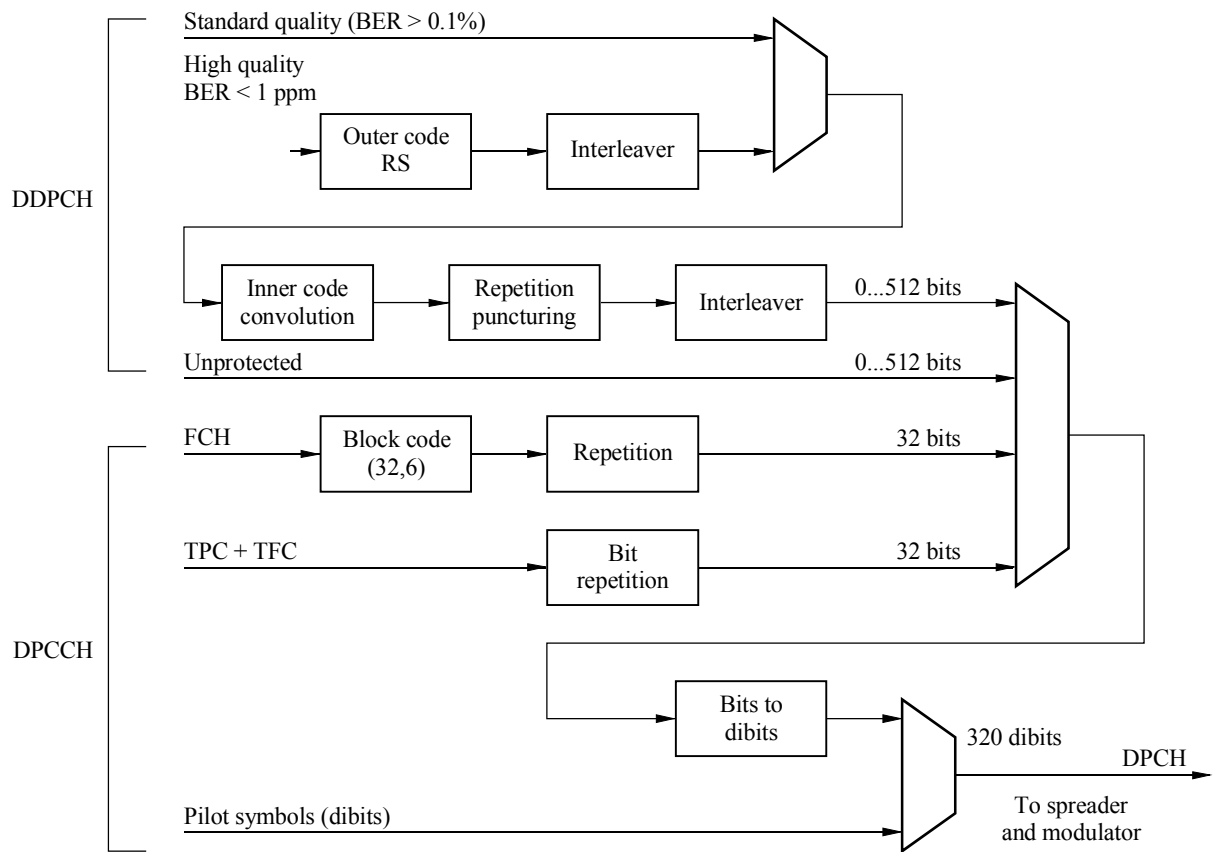 Standard quality (BER > 0.1%)
High quality
BER < 1 ppm
Outer code
RS
Interleaver
DDPCH
Inner code
convolution
Repetition
puncturing
Interleaver
0...512 bits
Unprotected
0...512 bits
FCH
Block code
(32,6)
Repetition
32 bits
TPC + TFC
Bit
repetition
32 bits
DPCCH
Bits to
dibits
320 dibits
DPCH
Pilot symbols (dibits)
To spreader
and modulator